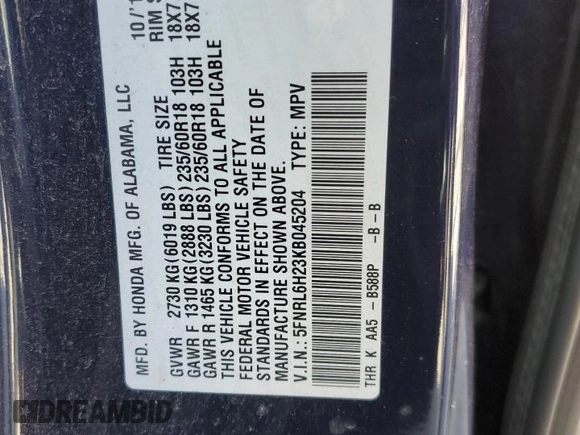 MFD. BY HONDA MFG. OF ALABAMA, LLC 10/'1
GVWR 2730 KG (6019 LBS) TIRE SIZE RIM S
GAWR F 1310 KG (2888 LBS) 235/60R18 103H 18X7
GAWR R 1465 KG (3230 LBS) 235/60R18 103H 18X7
THIS VEHICLE CONFORMS TO ALL APPLICABLE
FEDERAL MOTOR VEHICLE SAFETY
STANDARDS IN EFFECT ON THE DATE OF
MANUFACTURE SHOWN ABOVE.
V.I.N.: 5FNRL6H23KB045204 TYPE: MPV
THR K AA5 -B588P -B-B
DREAMBID